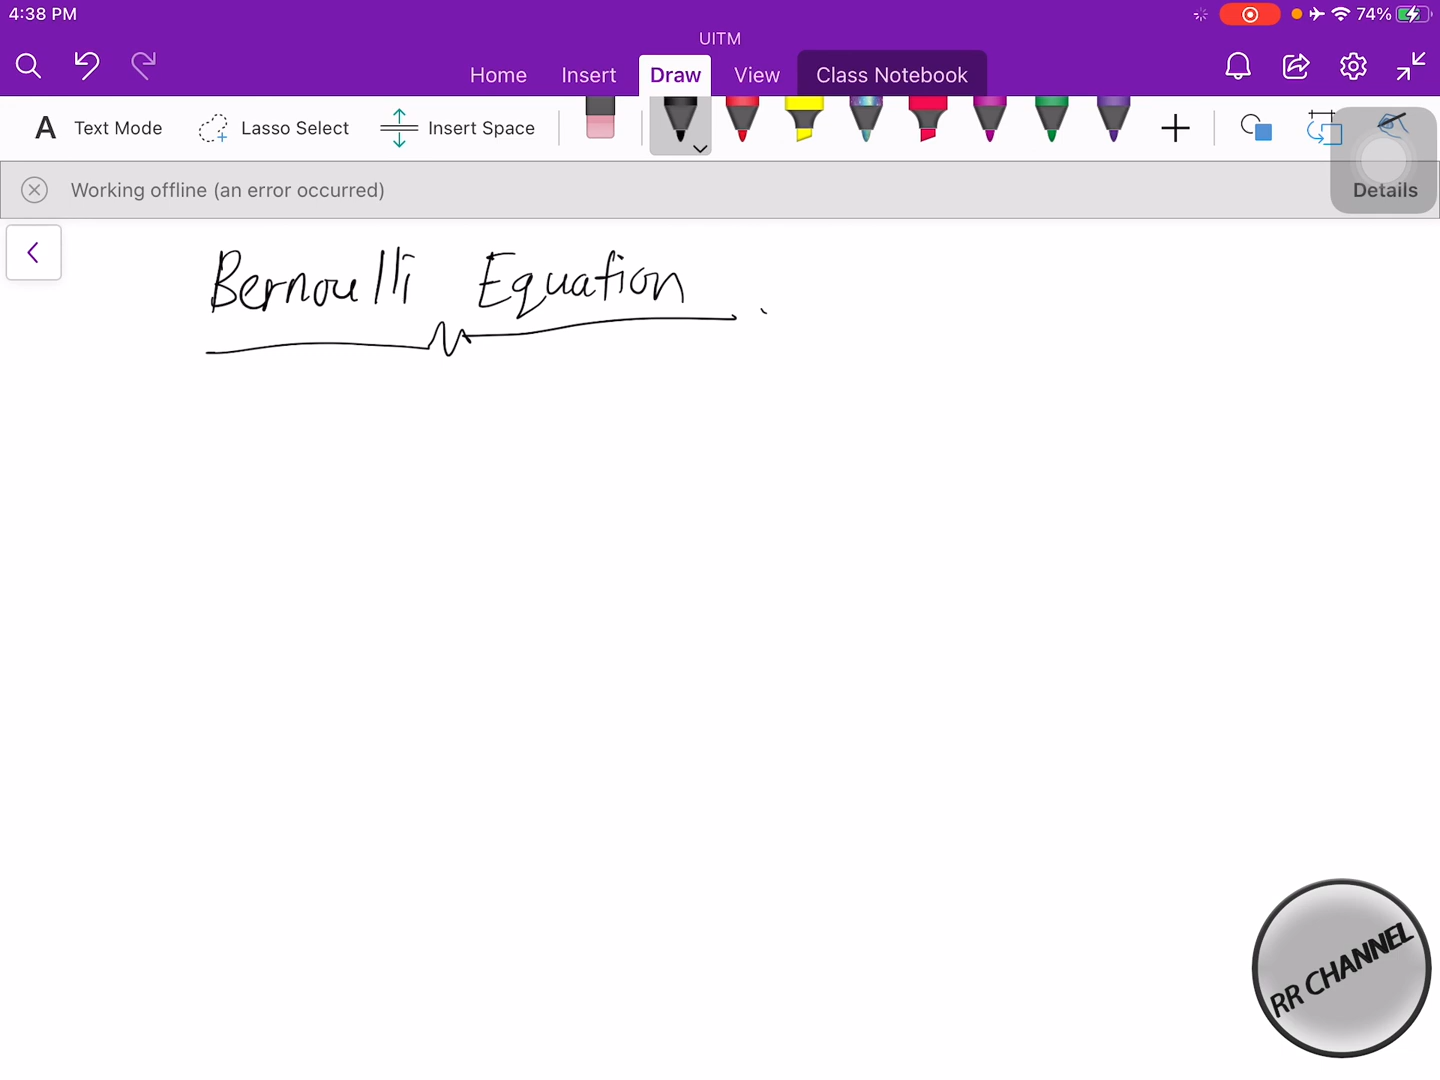 4:38 PM
74%
UITM
Home Insert Draw View Class Notebook
A Text Mode Lasso Select Insert Space
Working offline (an error occurred) Details
Bernoulli Equation
RR CHANNEL